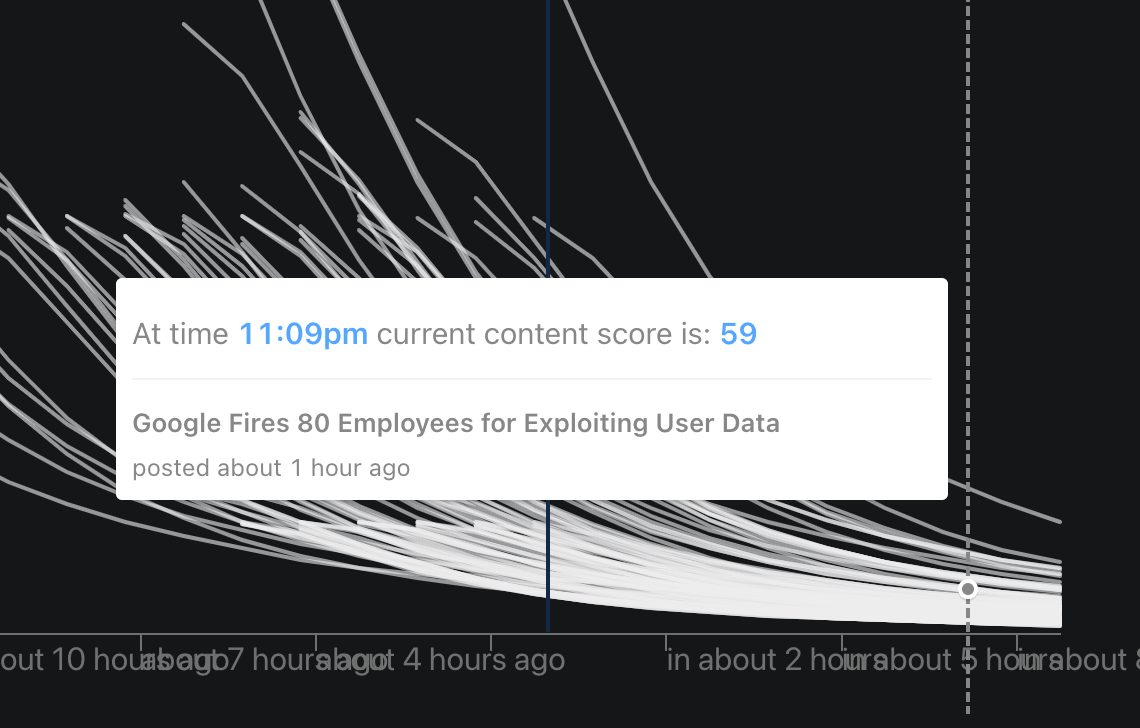 At time 11:09pm current content score is: 59
Google Fires 80 Employees for Exploiting User Data
posted about 1 hour ago
out 10 hours ago about 7 hours ago about 4 hours ago in about 2 hours in about 5 hours in about 8